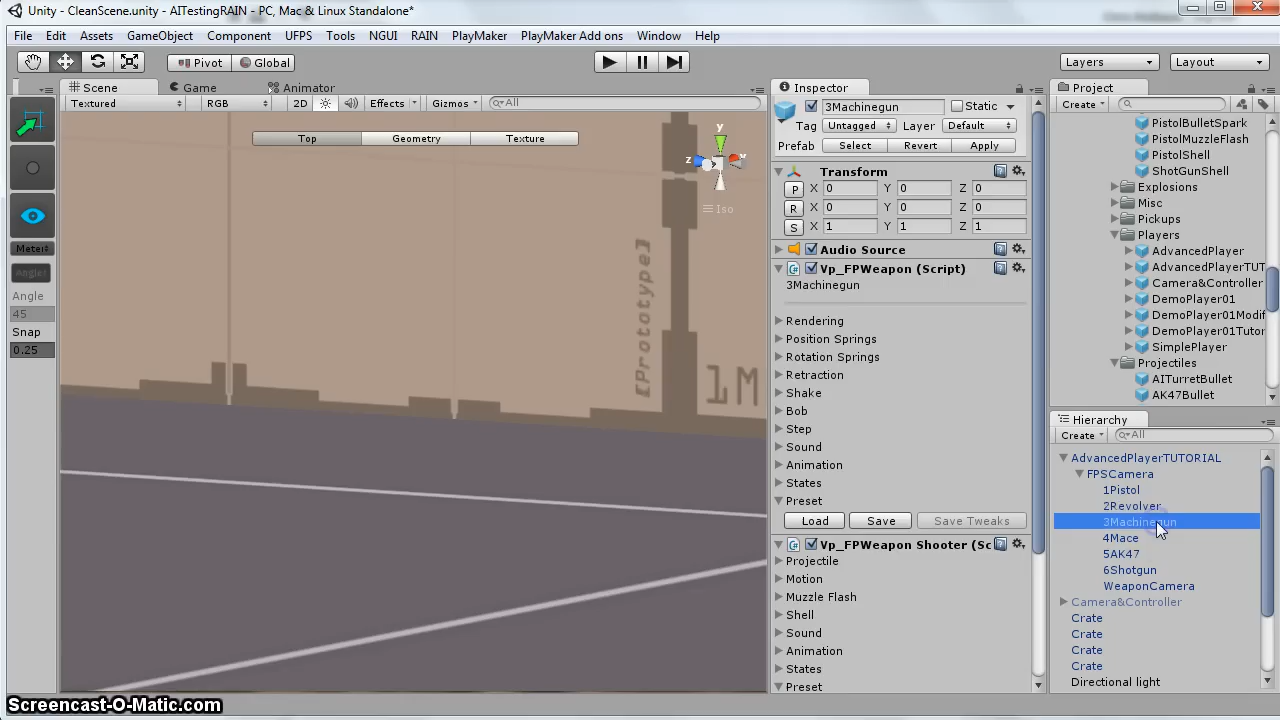 Unity - CleanScene.unity - AITestingRAIN - PC, Mac & Linux Standalone*
File Edit Assets GameObject Component UFPS Tools NGUI RAIN PlayMaker PlayMaker Add ons Window Help
Pivot Global Layers Layout
Scene Game Animator
Textured RGB 2D Effects Gizmos All
Top Geometry Texture
y
z x
Iso
[Prototype]
1M
Meter
Angle
Angle
45
Snap
0.25
Inspector
3Machinegun Static
Tag Untagged Layer Default
Prefab Select Revert Apply
Transform
P X 0 Y 0 Z 0
R X 0 Y 0 Z 0
S X 1 Y 1 Z 1
Audio Source
Vp_FPWeapon (Script)
3Machinegun
Rendering
Position Springs
Rotation Springs
Retraction
Shake
Bob
Step
Sound
Animation
States
Preset
Load Save Save Tweaks
Vp_FPWeapon Shooter (Sc
Projectile
Motion
Muzzle Flash
Shell
Sound
Animation
States
Preset
Project
Create
PistolBulletSpark
PistolMuzzleFlash
PistolShell
ShotGunShell
Explosions
Misc
Pickups
Players
AdvancedPlayer
AdvancedPlayerTUT
Camera&Controller
DemoPlayer01
DemoPlayer01Modif
DemoPlayer01Tutor
SimplePlayer
Projectiles
AITurretBullet
AK47Bullet
Hierarchy
Create All
AdvancedPlayerTUTORIAL
FPSCamera
1Pistol
2Revolver
3Machinegun
4Mace
5AK47
6Shotgun
WeaponCamera
Camera&Controller
Crate
Crate
Crate
Crate
Directional light
Screencast-O-Matic.com